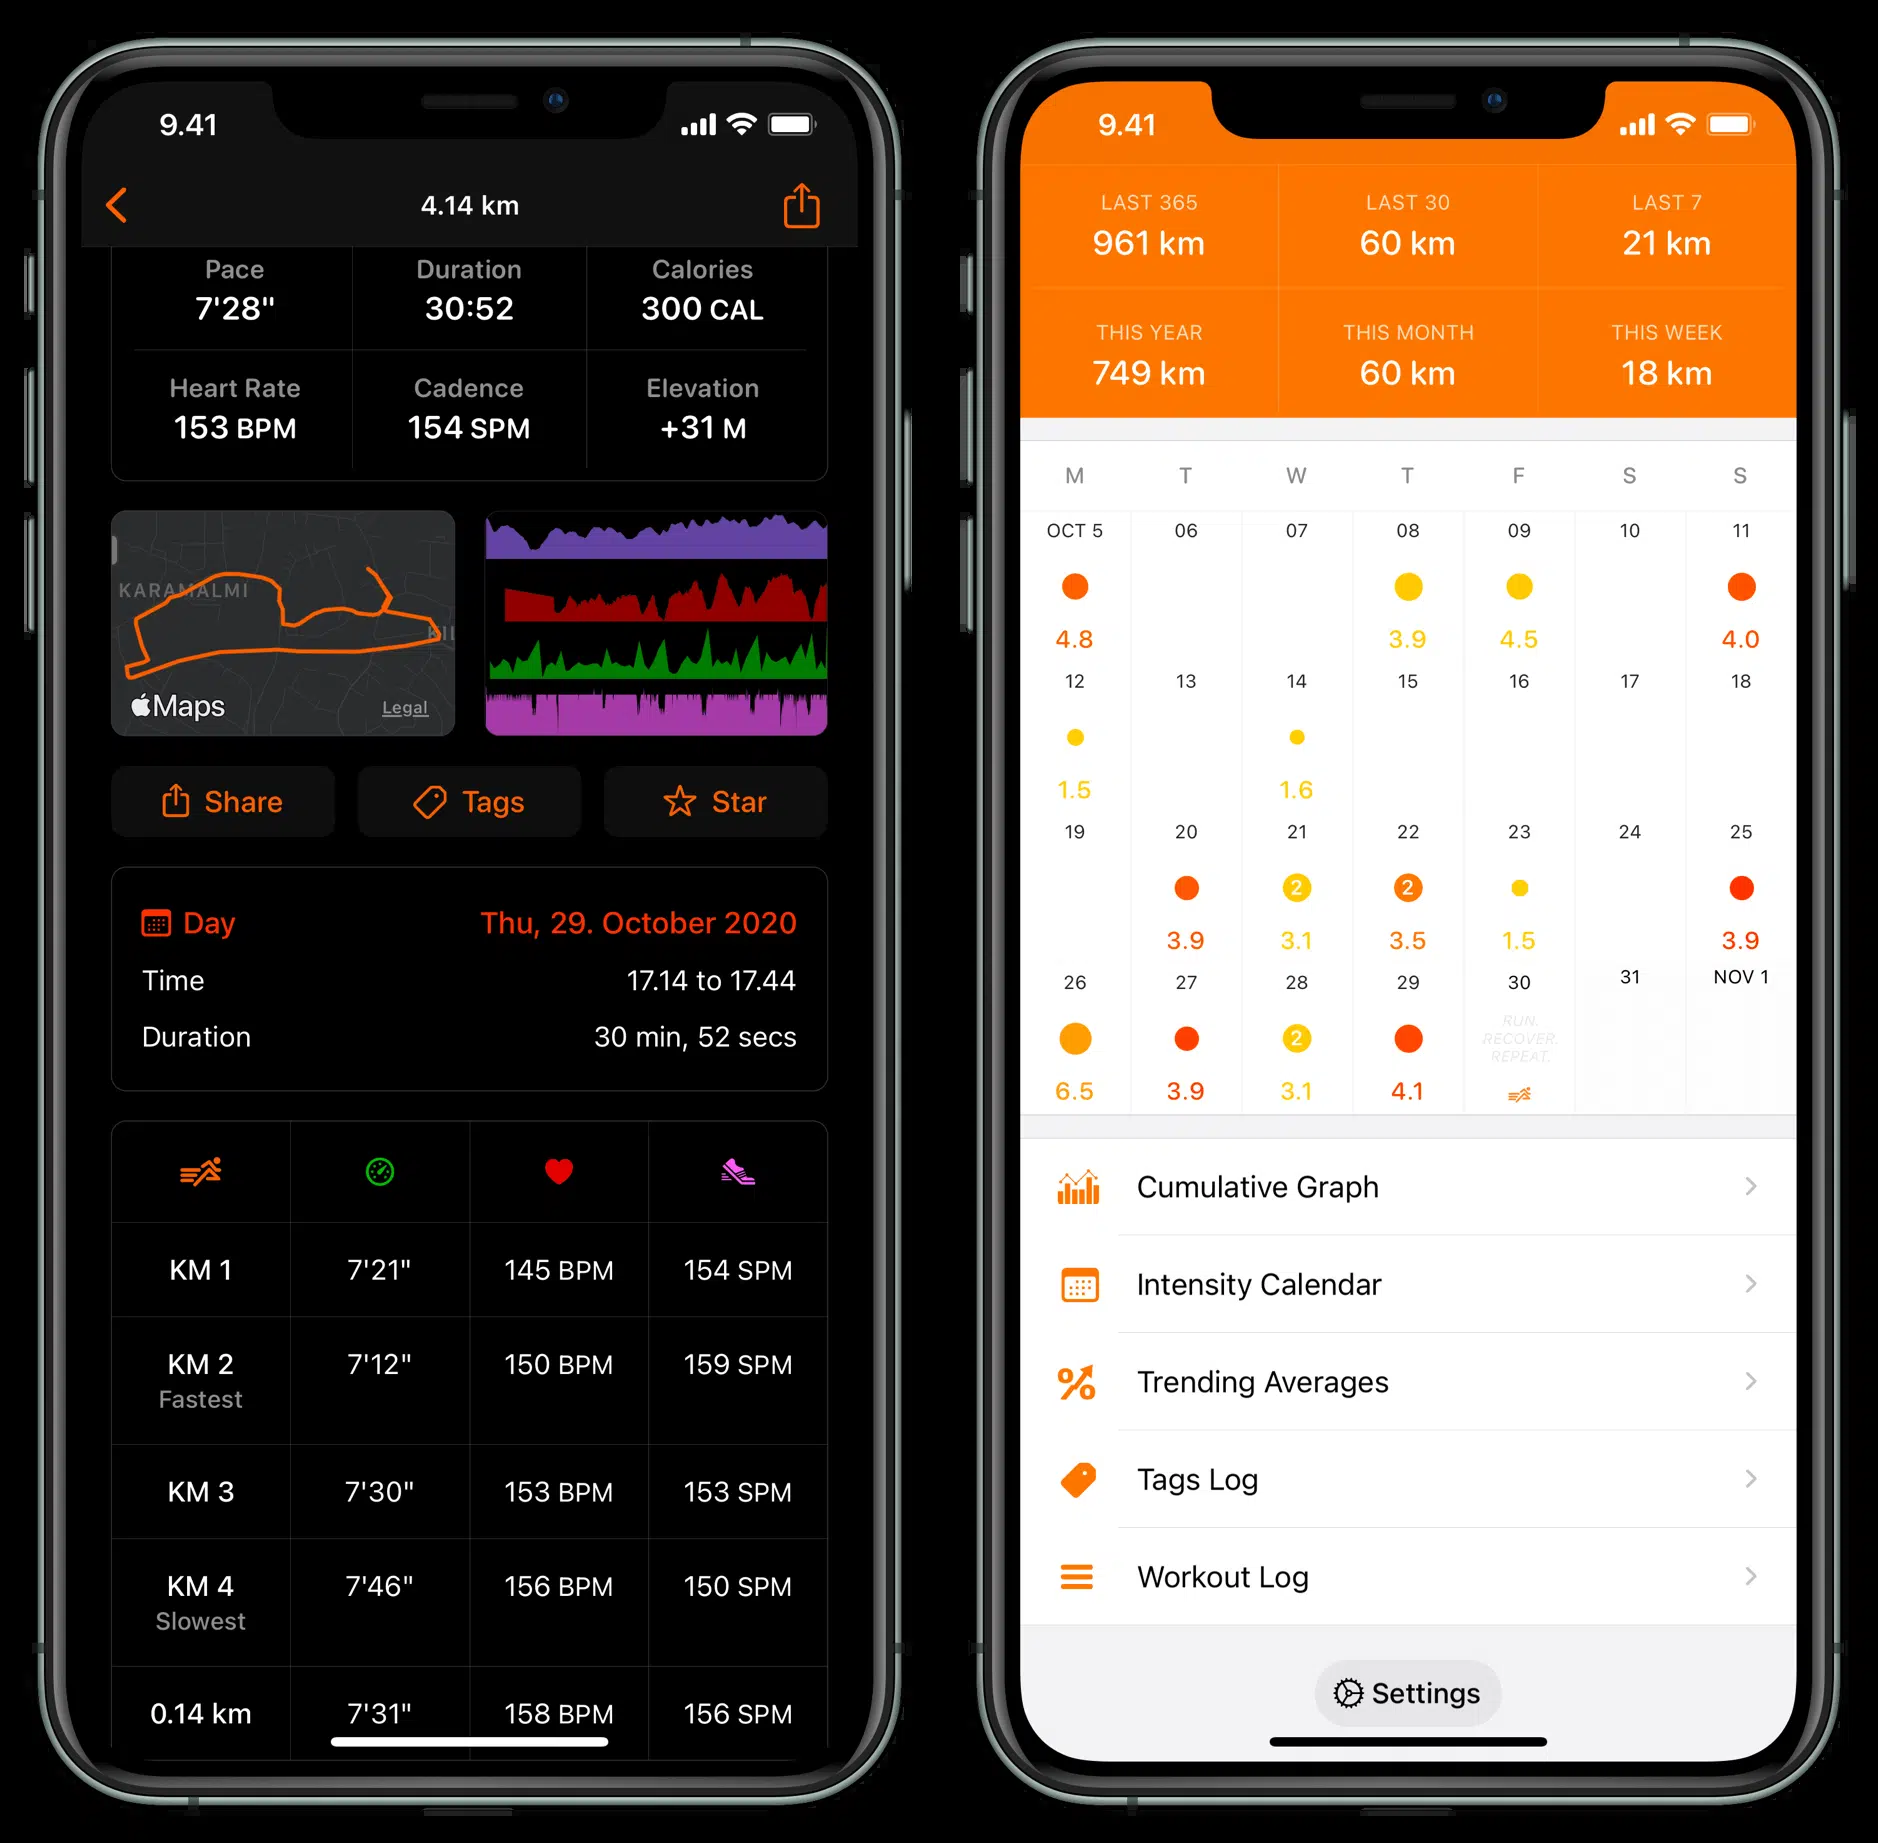 9.41
4.14 km
Pace Duration Calories
7'28" 30:52 300 CAL
Heart Rate Cadence Elevation
153 BPM 154 SPM +31 M
KARAMALMI
KIL
Maps Legal
Share Tags Star
Day Thu, 29. October 2020
Time 17.14 to 17.44
Duration 30 min, 52 secs
KM 1 7'21" 145 BPM 154 SPM
KM 2 7'12" 150 BPM 159 SPM
Fastest
KM 3 7'30" 153 BPM 153 SPM
KM 4 7'46" 156 BPM 150 SPM
Slowest
0.14 km 7'31" 158 BPM 156 SPM
9.41
LAST 365 LAST 30 LAST 7
961 km 60 km 21 km
THIS YEAR THIS MONTH THIS WEEK
749 km 60 km 18 km
M T W T F S S
OCT 5 06 07 08 09 10 11
4.8 3.9 4.5 4.0
12 13 14 15 16 17 18
1.5 1.6
19 20 21 22 23 24 25
2 2
3.9 3.1 3.5 1.5 3.9
26 27 28 29 30 31 NOV 1
2
RUN.
RECOVER.
REPEAT.
6.5 3.9 3.1 4.1
Cumulative Graph
Intensity Calendar
Trending Averages
Tags Log
Workout Log
Settings